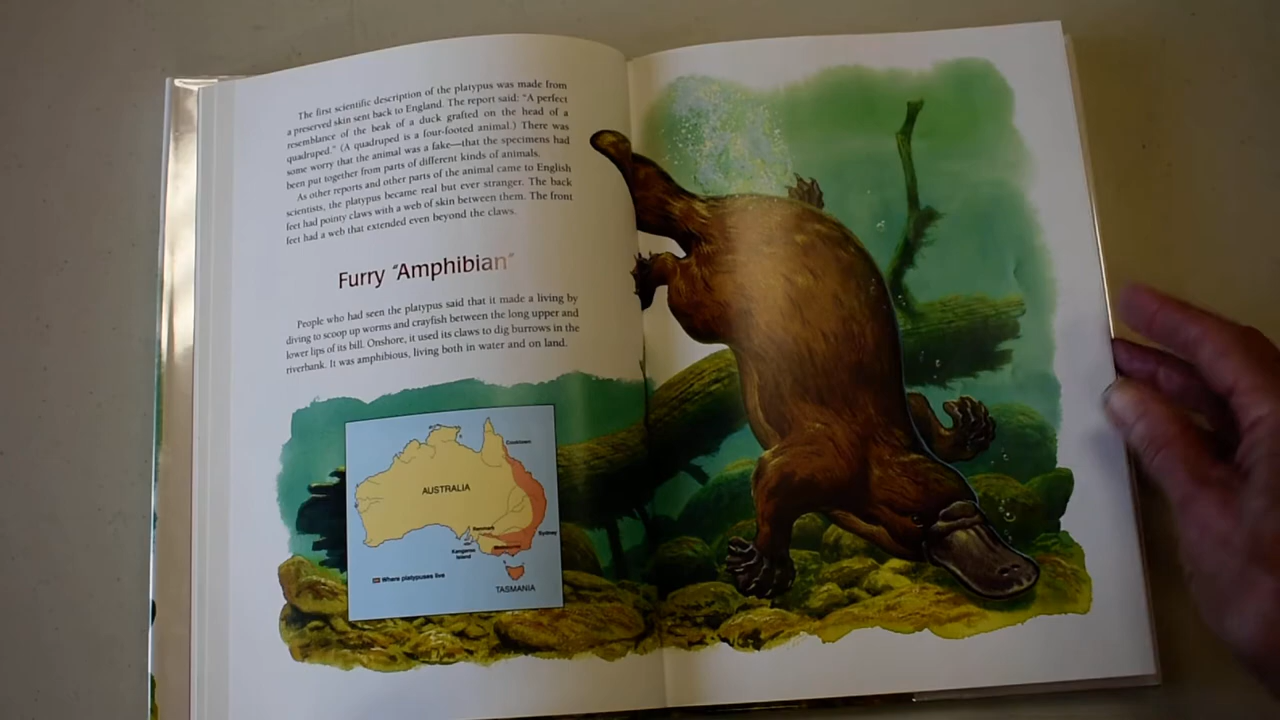 The first scientific description of the platypus was made from
a preserved skin sent back to England. The report said: “A perfect
resemblance of the beak of a duck grafted on the head of a
quadruped.” (A quadruped is a four-footed animal.) There was
some worry that the animal was a fake—that the specimens had
been put together from parts of different kinds of animals.
As other reports and other parts of the animal came to English
scientists, the platypus became real but ever stranger. The back
feet had pointy claws with a web of skin between them. The front
feet had a web that extended even beyond the claws.
Furry “Amphibian”
People who had seen the platypus said that it made a living by
diving to scoop up worms and crayfish between the long upper and
lower lips of its bill. Onshore, it used its claws to dig burrows in the
riverbank. It was amphibious, living both in water and on land.
Cooktown
AUSTRALIA
Sydney
Kangaroo
Island
Where platypuses live
TASMANIA